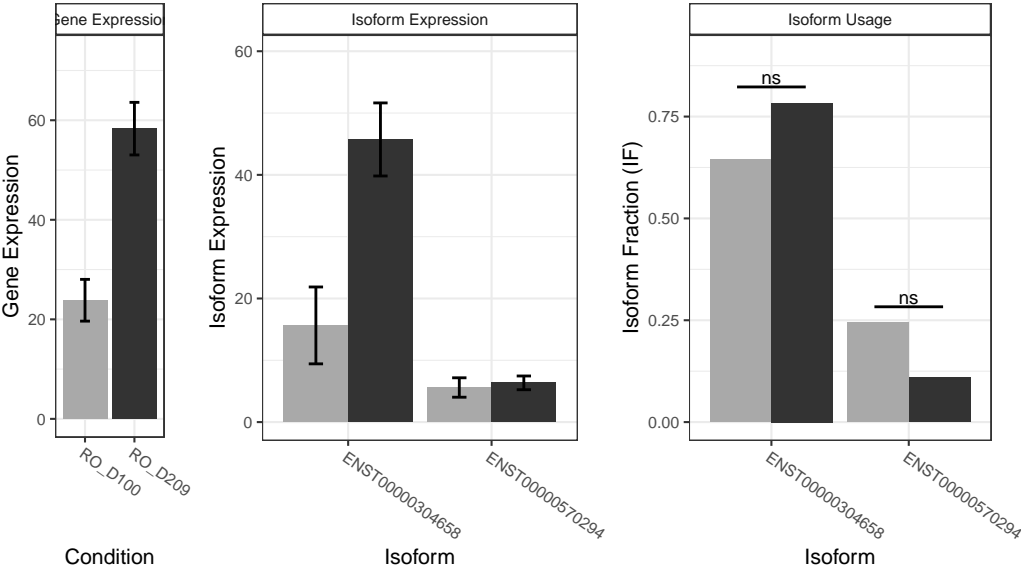 Gene Expression
Isoform Expression
Isoform Usage
Gene Expression
60
40
20
0
RO_D100
RO_D209
Condition
Isoform Expression
60
40
20
0
ENST00000304658
ENST00000570294
Isoform
Isoform Fraction (IF)
0.75
0.50
0.25
0.00
ns
ns
ENST00000304658
ENST00000570294
Isoform